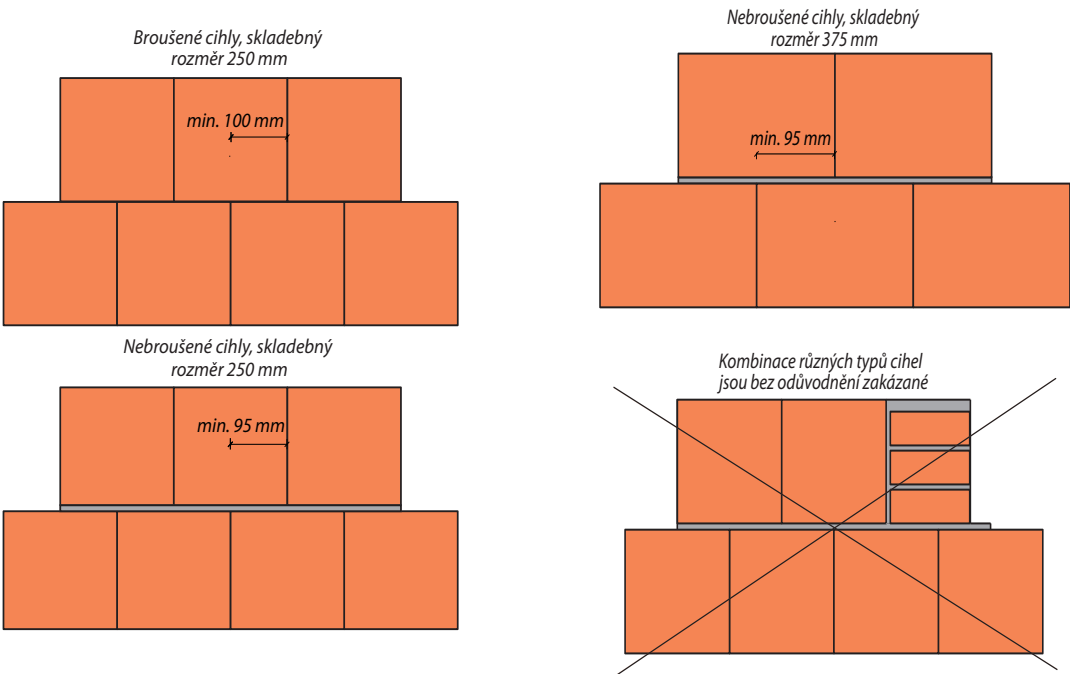 Broušené cihly, skladebný
rozměr 250 mm
min. 100 mm
Nebroušené cihly, skladebný
rozměr 375 mm
min. 95 mm
Nebroušené cihly, skladebný
rozměr 250 mm
min. 95 mm
Kombinace různých typů cihel
jsou bez odůvodnění zakázané